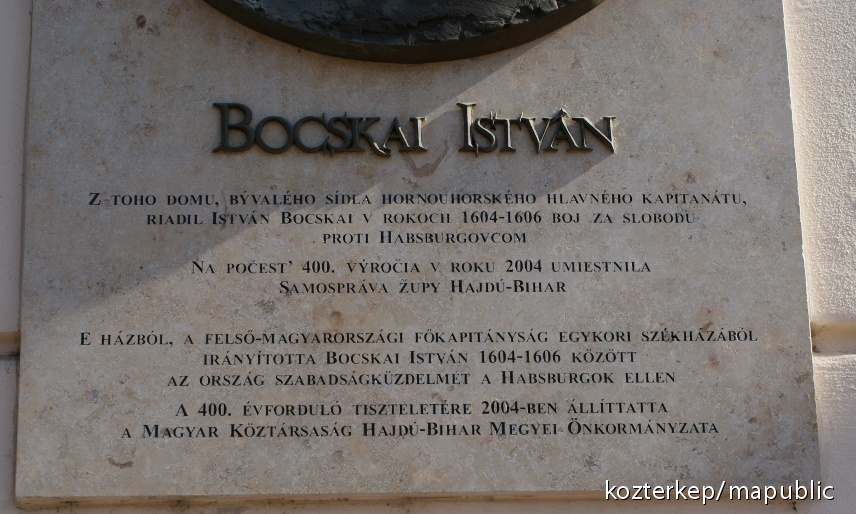 Bocskai István
Z toho domu, bývalého sídla hornouhorského hlavného kapitanátu,
riadil István Bocskai v rokoch 1604-1606 boj za slobodu
proti Habsburgovcom
Na počest' 400. výročia v roku 2004 umiestnila
Samospráva župy Hajdú-Bihar
E házból, a felső-magyarországi főkapitányság egykori székházából
irányította Bocskai István 1604-1606 között
az ország szabadságküzdelmét a Habsburgok ellen
A 400. évforduló tiszteletére 2004-ben állíttatta
a Magyar Köztársaság Hajdú-Bihar Megyei Önkormányzata
kozterkep/mapublic